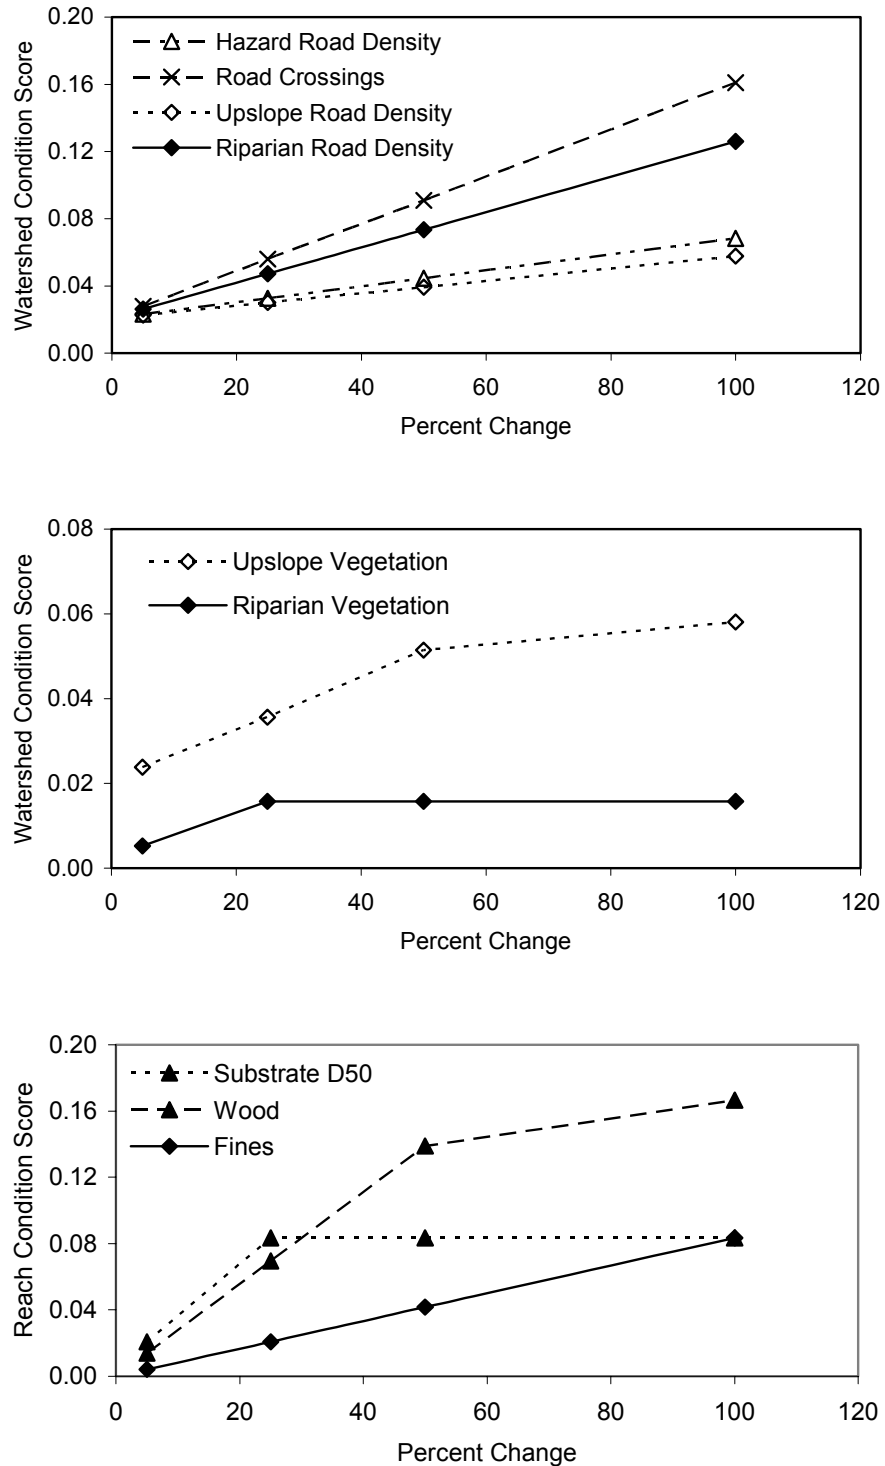 0.20
0.16
0.12
0.08
0.04
0.00
Watershed Condition Score
Hazard Road Density
Road Crossings
Upslope Road Density
Riparian Road Density
0 20 40 60 80 100 120
Percent Change
0.08
0.06
0.04
0.02
0.00
Watershed Condition Score
Upslope Vegetation
Riparian Vegetation
0 20 40 60 80 100 120
Percent Change
0.20
0.16
0.12
0.08
0.04
0.00
Reach Condition Score
Substrate D50
Wood
Fines
0 20 40 60 80 100 120
Percent Change